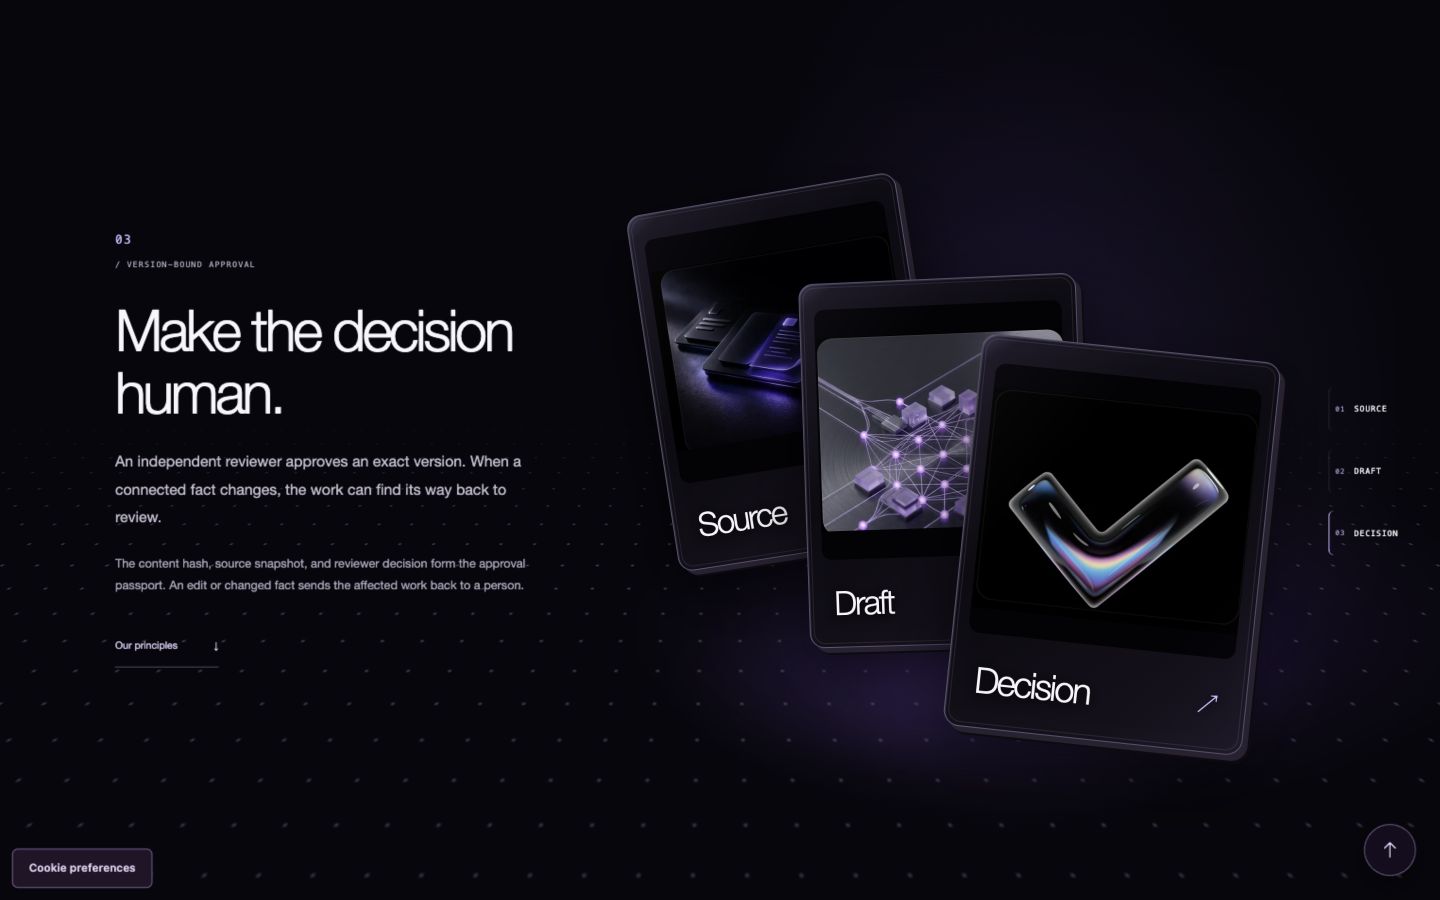 03
/ VERSION-BOUND APPROVAL
Make the decision
human.
An independent reviewer approves an exact version. When a
connected fact changes, the work can find its way back to
review.
The content hash, source snapshot, and reviewer decision form the approval
passport. An edit or changed fact sends the affected work back to a person.
Our principles ↓
Source
Draft
Decision
01 SOURCE
02 DRAFT
03 DECISION
Cookie preferences